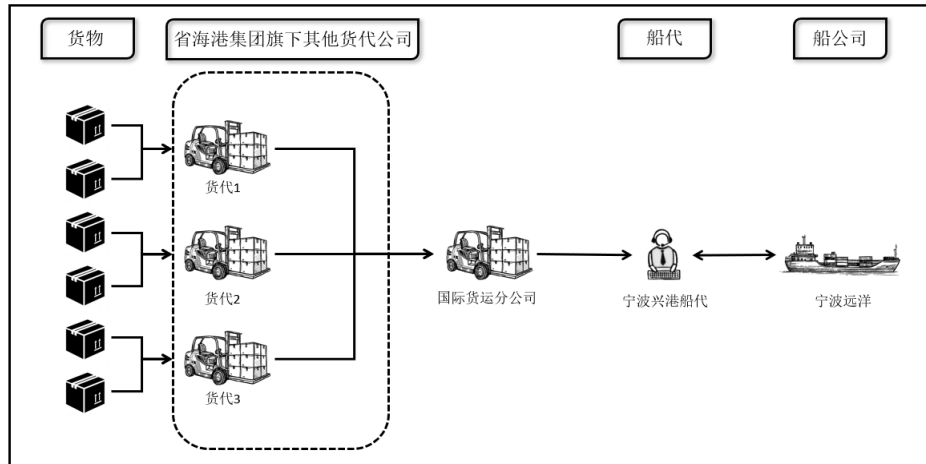 货物
省海港集团旗下其他货代公司
船代
船公司
货代1
货代2
国际货运分公司
宁波兴港船代
宁波远洋
货代3